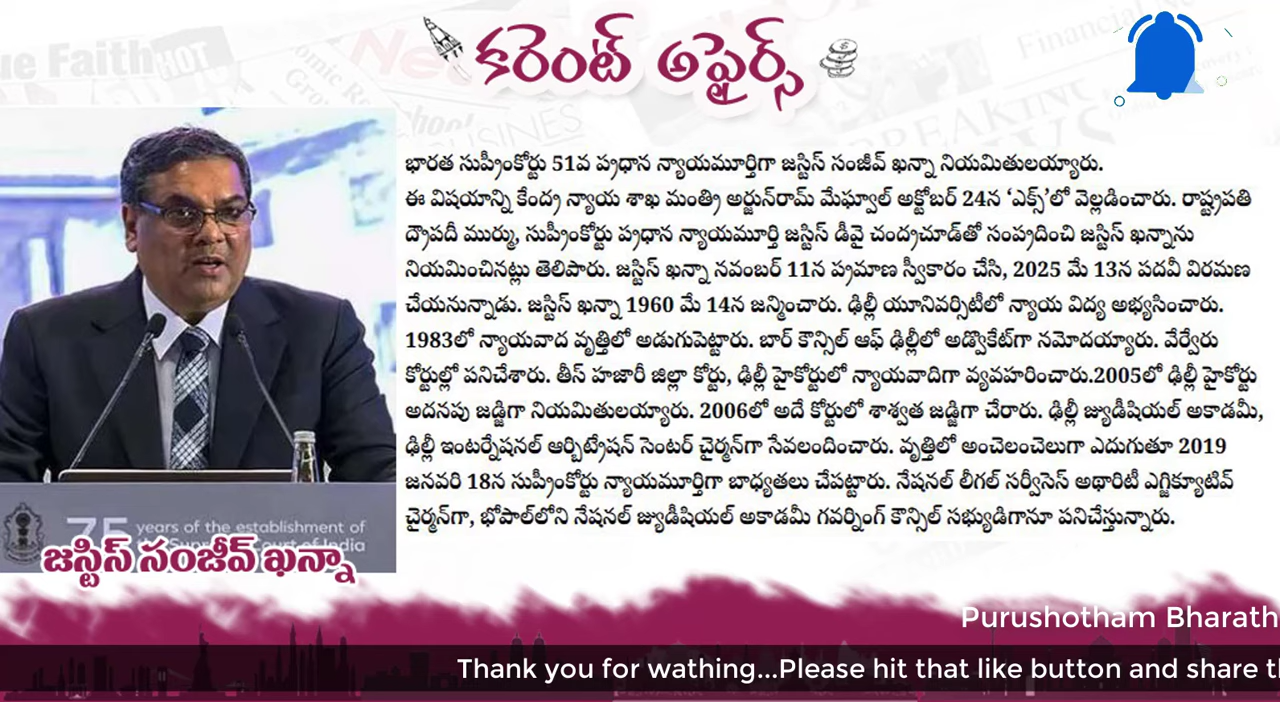 కరెంట్ అఫైర్స్
భారత సుప్రీంకోర్టు 51వ ప్రధాన న్యాయమూర్తిగా జస్టిస్ సంజీవ్ ఖన్నా నియమితులయ్యారు.
ఈ విషయాన్ని కేంద్ర న్యాయ శాఖ మంత్రి అర్జున్‌రామ్ మేఘ్వాల్ అక్టోబర్ 24న ‘ఎక్స్’లో వెల్లడించారు. రాష్ట్రపతి
ద్రౌపదీ ముర్ము, సుప్రీంకోర్టు ప్రధాన న్యాయమూర్తి జస్టిస్ డీవై చంద్రచూడ్‌తో సంప్రదించి జస్టిస్ ఖన్నాను
నియమించినట్లు తెలిపారు. జస్టిస్ ఖన్నా నవంబర్ 11న ప్రమాణ స్వీకారం చేసి, 2025 మే 13న పదవీ విరమణ
చేయనున్నాడు. జస్టిస్ ఖన్నా 1960 మే 14న జన్మించారు. ఢిల్లీ యూనివర్సిటీలో న్యాయ విద్య అభ్యసించారు.
1983లో న్యాయవాద వృత్తిలో అడుగుపెట్టారు. బార్ కౌన్సిల్ ఆఫ్ ఢిల్లీలో అడ్వొకేట్‌గా నమోదయ్యారు. వేర్వేరు
కోర్టుల్లో పనిచేశారు. తీస్ హజారీ జిల్లా కోర్టు, ఢిల్లీ హైకోర్టులో న్యాయవాదిగా వ్యవహరించారు.2005లో ఢిల్లీ హైకోర్టు
అదనపు జడ్జిగా నియమితులయ్యారు. 2006లో అదే కోర్టులో శాశ్వత జడ్జిగా చేరారు. ఢిల్లీ జ్యుడీషియల్ అకాడమీ,
ఢిల్లీ ఇంటర్నేషనల్ ఆర్బిట్రేషన్ సెంటర్ చైర్మన్‌గా సేవలందించారు. వృత్తిలో అంచెలంచెలుగా ఎదుగుతూ 2019
జనవరి 18న సుప్రీంకోర్టు న్యాయమూర్తిగా బాధ్యతలు చేపట్టారు. నేషనల్ లీగల్ సర్వీసెస్ అథారిటీ ఎగ్జిక్యూటివ్
చైర్మన్‌గా, భోపాల్‌లోని నేషనల్ జ్యుడీషియల్ అకాడమీ గవర్నింగ్ కౌన్సిల్ సభ్యుడిగానూ పనిచేస్తున్నారు.
75 years of the establishment of
the Supreme Court of India
జస్టిస్ సంజీవ్ ఖన్నా
Purushotham Bharath
Thank you for wathing...Please hit that like button and share